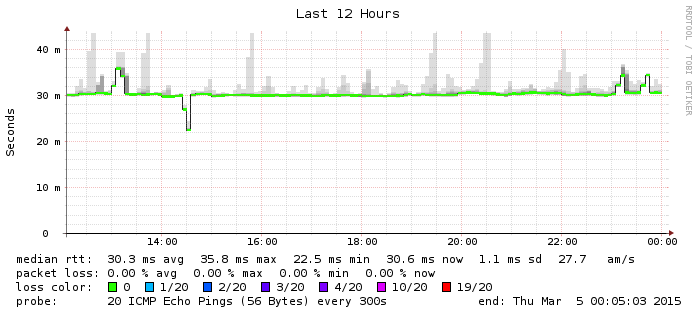 Last 12 Hours
RRDTOOL / TOBI OETIKER
Seconds
40 m
30 m
20 m
10 m
0
14:00 16:00 18:00 20:00 22:00 00:00
median rtt: 30.3 ms avg 35.8 ms max 22.5 ms min 30.6 ms now 1.1 ms sd 27.7 am/s
packet loss: 0.00 % avg 0.00 % max 0.00 % min 0.00 % now
loss color: 0 1/20 2/20 3/20 4/20 10/20 19/20
probe: 20 ICMP Echo Pings (56 Bytes) every 300s end: Thu Mar 5 00:05:03 2015